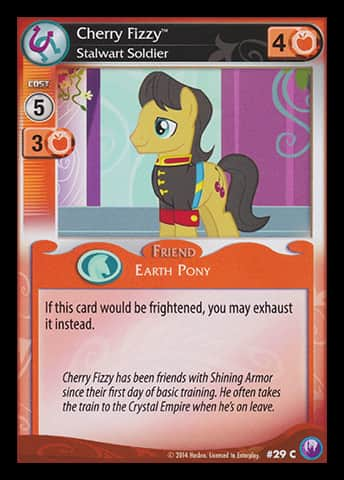 Cherry Fizzy™
Stalwart Soldier
4
COST
5
3
FRIEND
EARTH PONY
If this card would be frightened, you may exhaust
it instead.
Cherry Fizzy has been friends with Shining Armor
since their first day of basic training. He often takes
the train to the Crystal Empire when he's on leave.
© 2014 Hasbro. Licensed to Enterplay.
#29 C